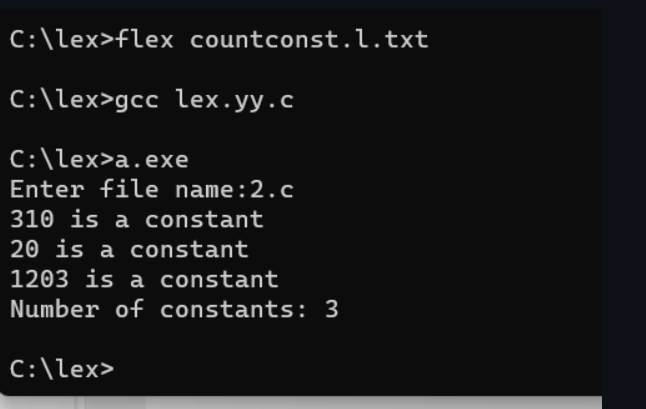 C:\lex>flex countconst.l.txt
C:\lex>gcc lex.yy.c
C:\lex>a.exe
Enter file name:2.c
310 is a constant
20 is a constant
1203 is a constant
Number of constants: 3
C:\lex>